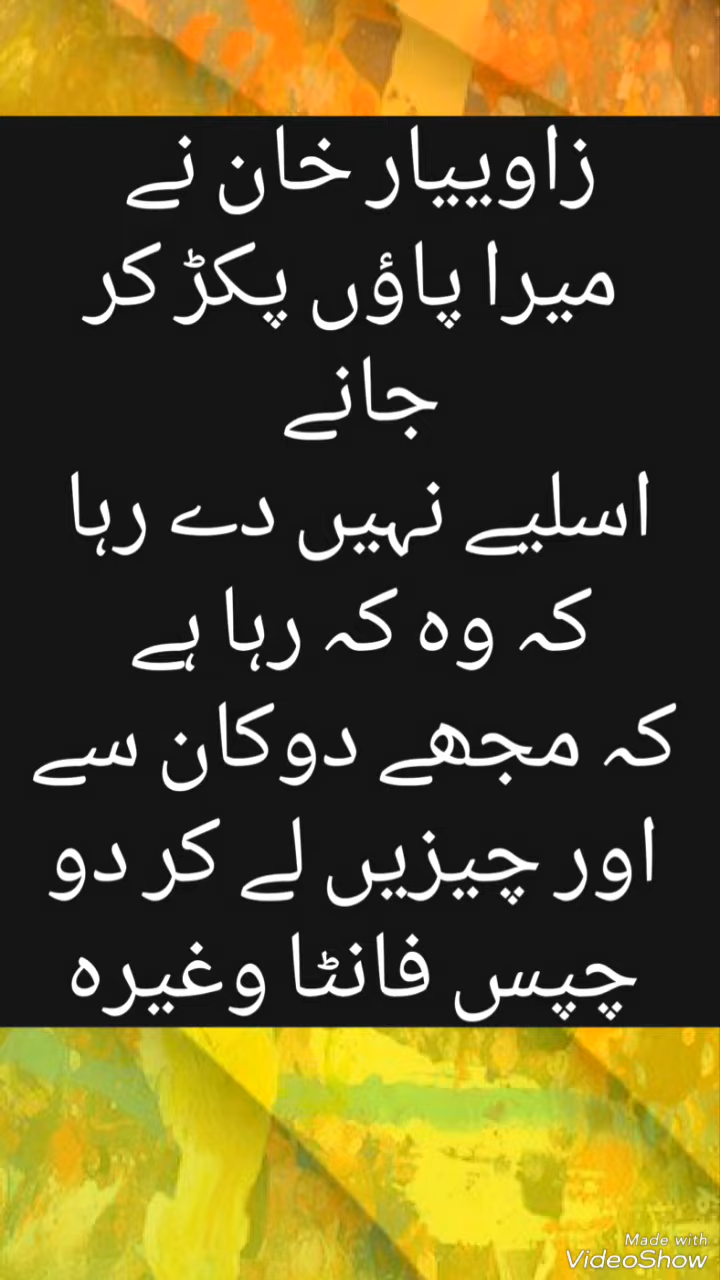 زاوییار خان نے
میرا پاؤں پکڑ کر
جانے
اسلیے نہیں دے رہا
کہ وہ کہ رہا ہے
کہ مجھے دوکان سے
اور چیزیں لے کر دو
چپس فانٹا وغیرہ
Made with
VideoShow